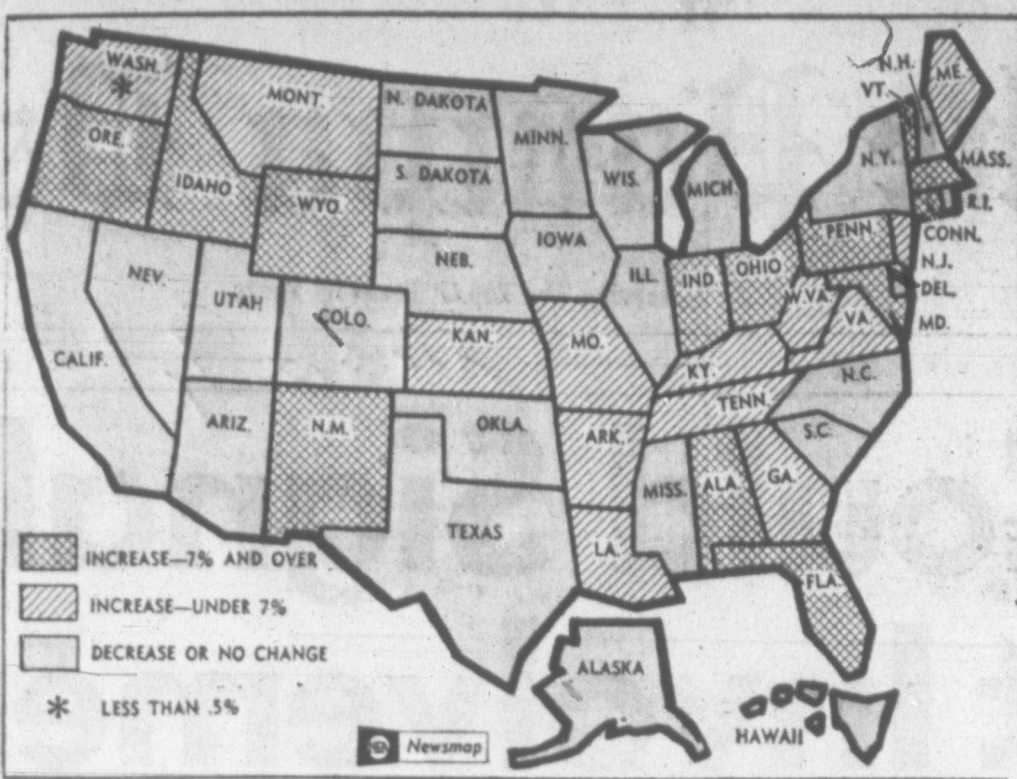 WASH.
*
ORE.
IDAHO
MONT.
WYO.
N. DAKOTA
S. DAKOTA
NEB.
MINN.
IOWA
WIS.
MICH
ILL.
IND.
OHIO
PENN.
N.Y.
VT.
N.H.
ME.
MASS.
R.I.
CONN.
N.J.
DEL.
MD.
W.VA.
VA.
KY.
N.C.
TENN.
S.C.
CALIF.
NEV.
UTAH
COLO.
KAN.
MO.
ARIZ.
N.M.
OKLA.
ARK.
TEXAS
LA.
MISS.
ALA.
GA.
FLA.
INCREASE—7% AND OVER
INCREASE—UNDER 7%
DECREASE OR NO CHANGE
* LESS THAN .5%
ALASKA
HAWAII
NEA Newsmap